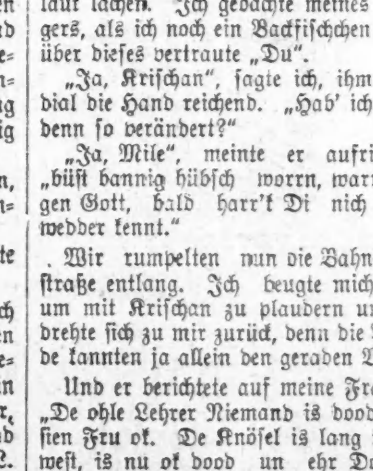 laut lachen. Ich gedachte meines
gers, als ich noch ein Backfischchen
über dieses vertraute „Du“.
„Ja, Krischan“, sagte ich, ihm
dial die Hand reichend. „Hab' ich
denn so verändert?“
„Ja, Mile“, meinte er aufri
„büst bannig hübsch worrn, warr
gen Gott, bald harr't Di nich
wedder kennt.“
Wir rumpelten nun die Bahn
straße entlang. Ich beugte mich
um mit Krischan zu plaudern un
drehte sich zu mir zurück, denn die
de kannten ja allein den geraden W
Und er berichtete auf meine Fra
„De ohle Lehrer Niemand is dood
sien Fru ok. De Knösel is lang
west, is nu ok dood un ehr Do